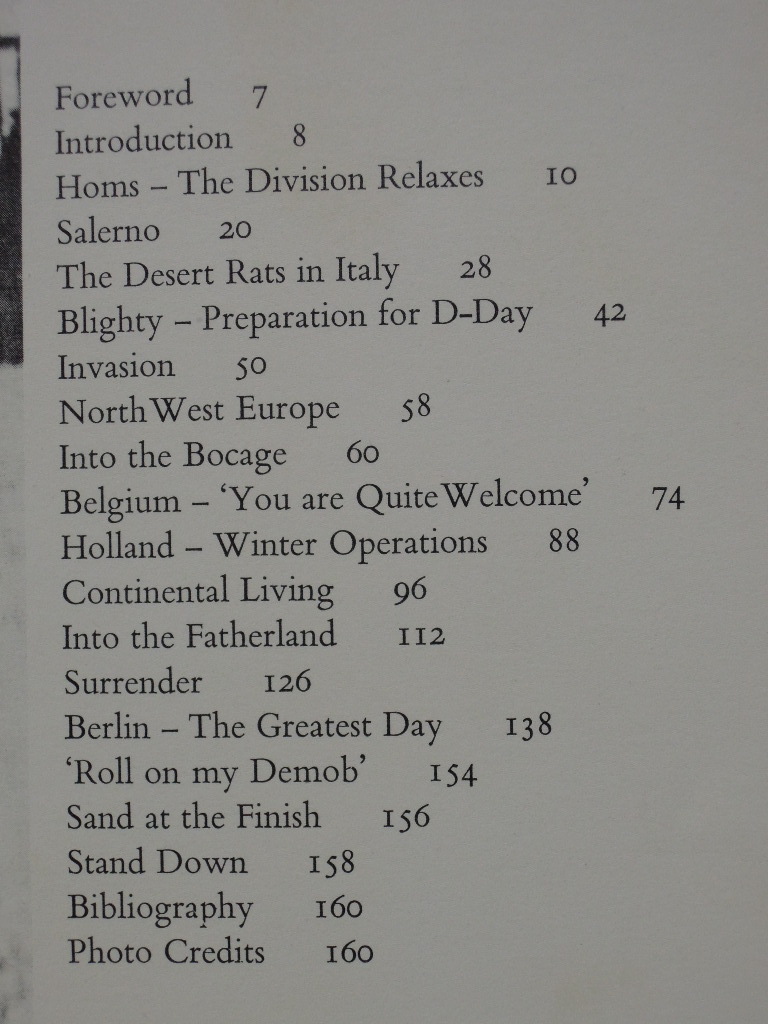 Foreword 7
Introduction 8
Homs – The Division Relaxes 10
Salerno 20
The Desert Rats in Italy 28
Blighty – Preparation for D-Day 42
Invasion 50
North West Europe 58
Into the Bocage 60
Belgium – ‘You are Quite Welcome’ 74
Holland – Winter Operations 88
Continental Living 96
Into the Fatherland 112
Surrender 126
Berlin – The Greatest Day 138
‘Roll on my Demob’ 154
Sand at the Finish 156
Stand Down 158
Bibliography 160
Photo Credits 160